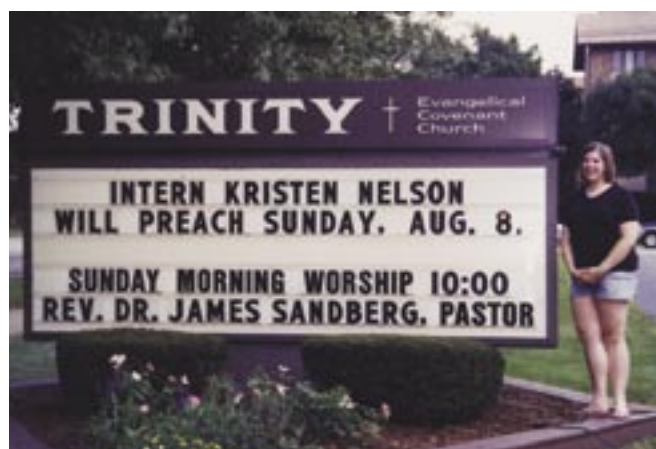 TRINITY
Evangelical
Covenant
Church
INTERN KRISTEN NELSON
WILL PREACH SUNDAY, AUG. 8.
SUNDAY MORNING WORSHIP 10:00
REV. DR. JAMES SANDBERG, PASTOR